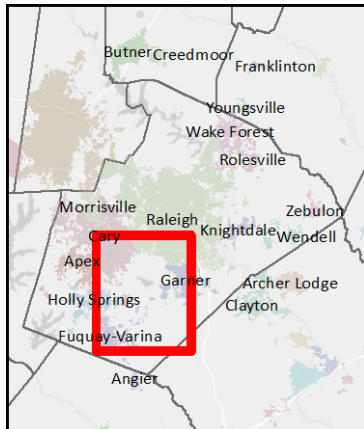 Butner
Creedmoor
Franklinton
Youngsville
Wake Forest
Rolesville
Morrisville
Raleigh
Zebulon
Knightdale
Wendell
Cary
Apex
Garner
Archer Lodge
Holly Springs
Clayton
Fuquay-Varina
Angier